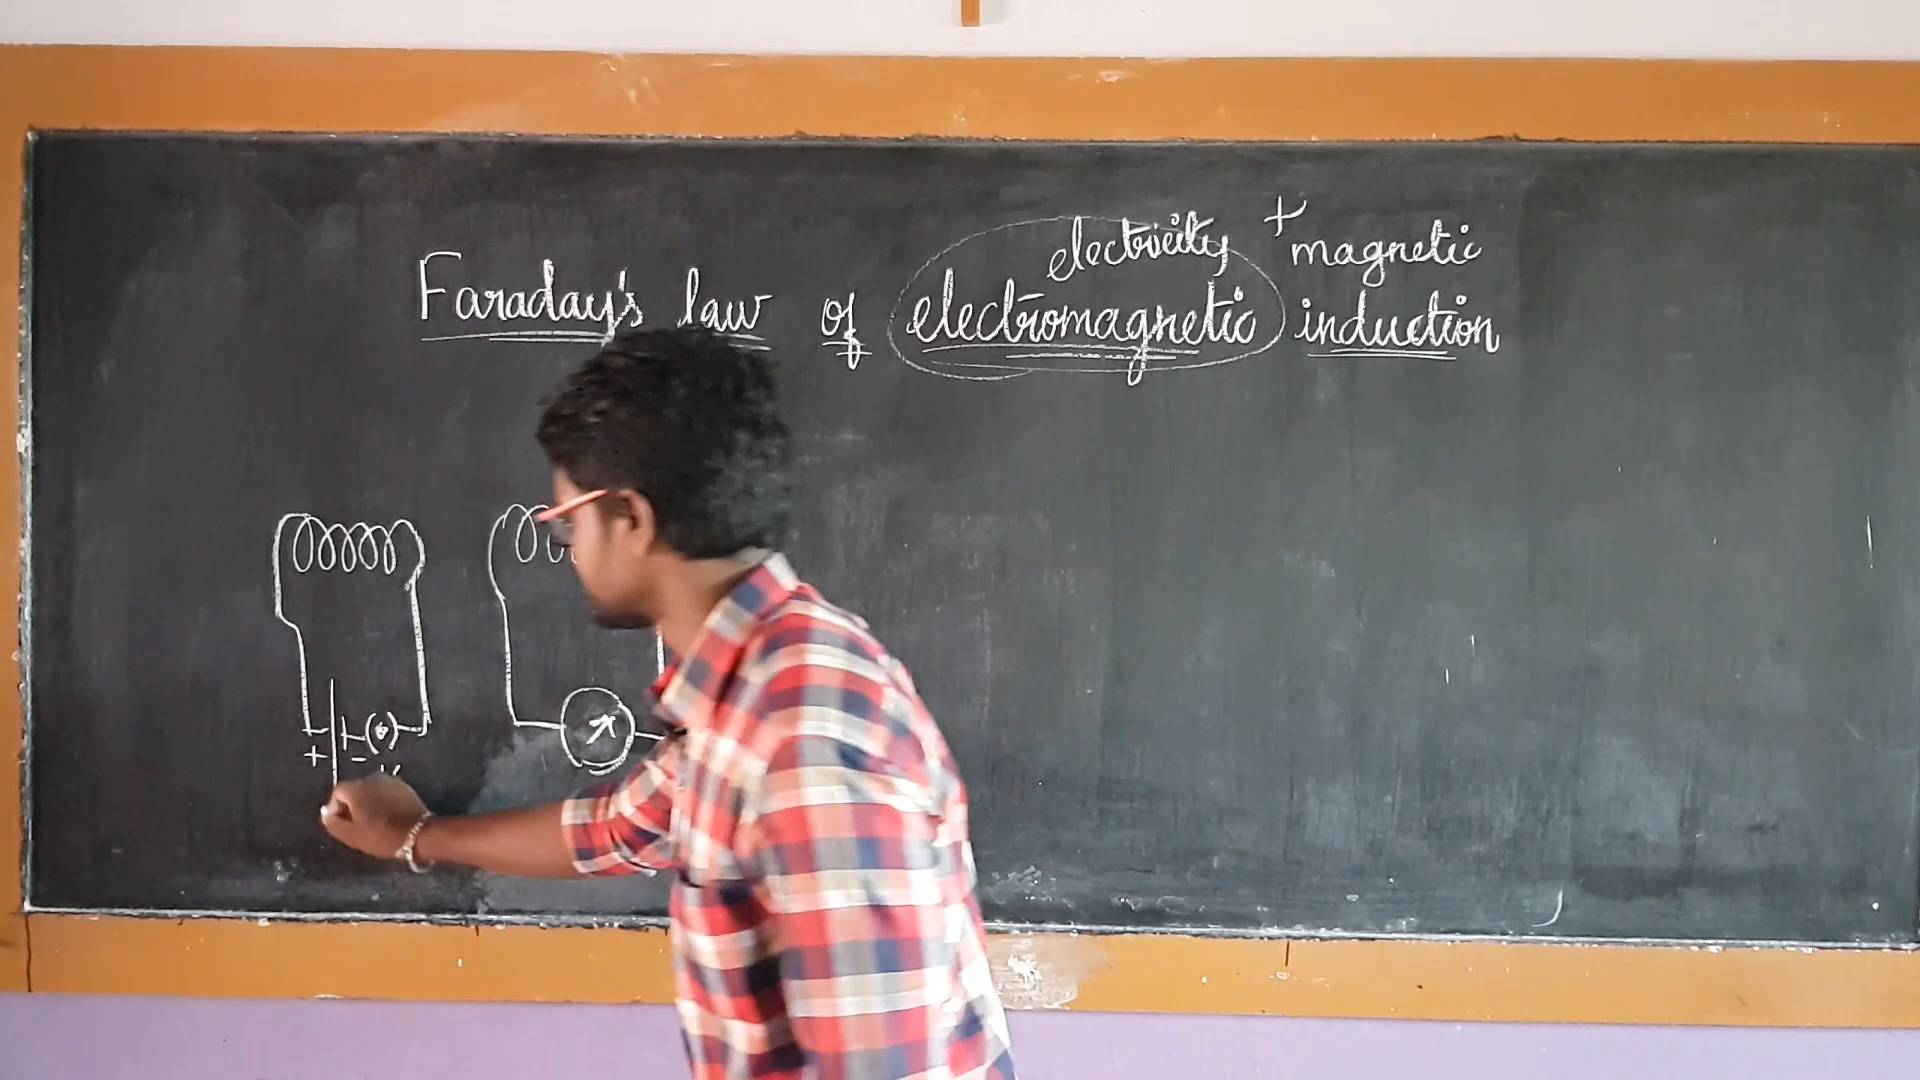 electricity + magnetic
Faraday's law of electromagnetic induction
+ -